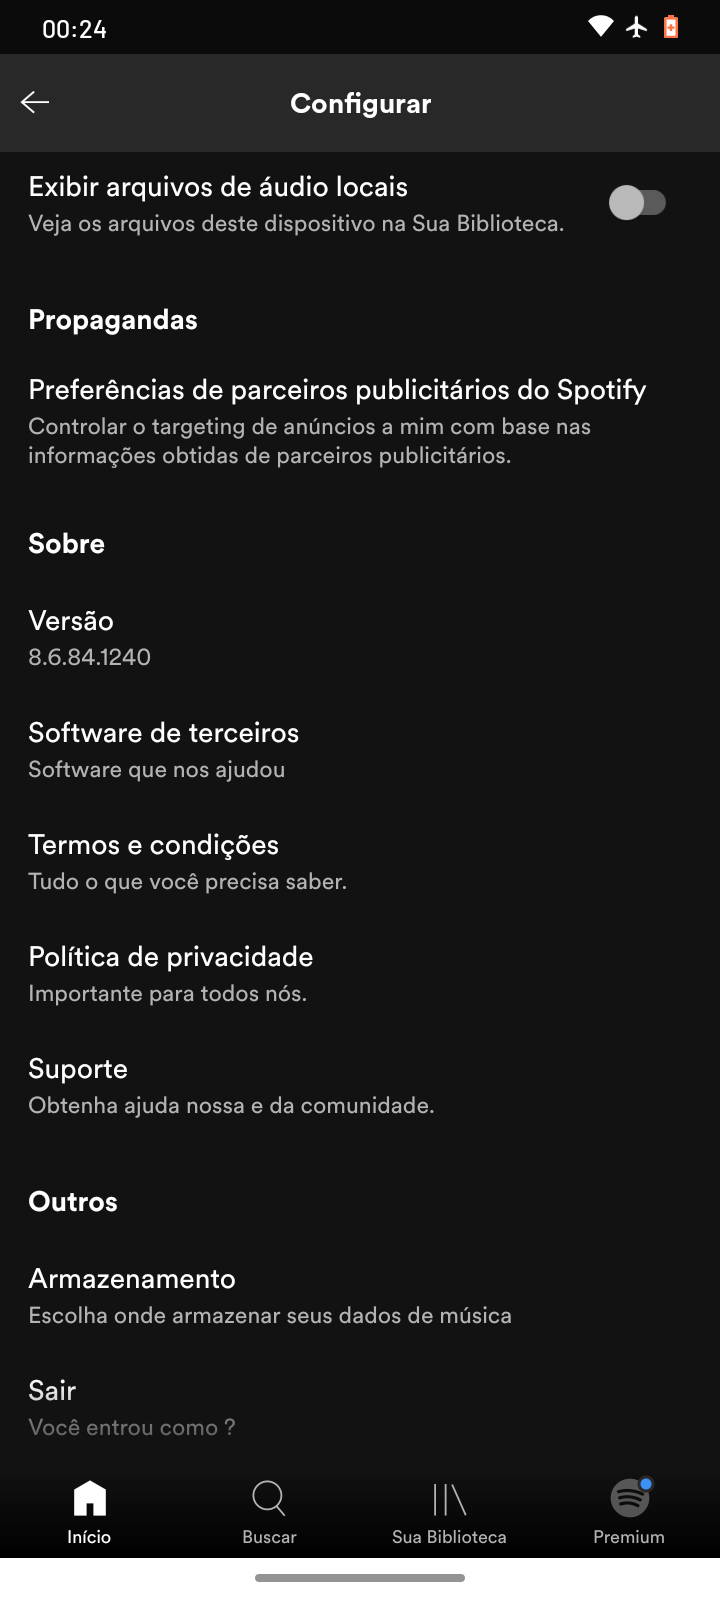 00:24
Configurar
Exibir arquivos de áudio locais
Veja os arquivos deste dispositivo na Sua Biblioteca.
Propagandas
Preferências de parceiros publicitários do Spotify
Controlar o targeting de anúncios a mim com base nas
informações obtidas de parceiros publicitários.
Sobre
Versão
8.6.84.1240
Software de terceiros
Software que nos ajudou
Termos e condições
Tudo o que você precisa saber.
Política de privacidade
Importante para todos nós.
Suporte
Obtenha ajuda nossa e da comunidade.
Outros
Armazenamento
Escolha onde armazenar seus dados de música
Sair
Você entrou como ?
Início
Buscar
Sua Biblioteca
Premium